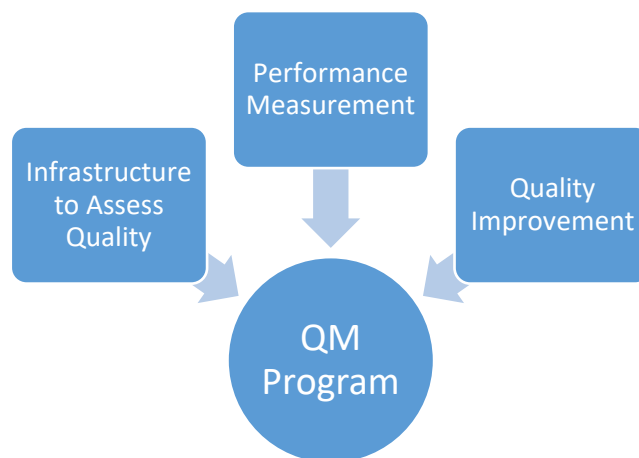 Performance
Measurement
Infrastructure
to Assess
Quality
Quality
Improvement
QM
Program